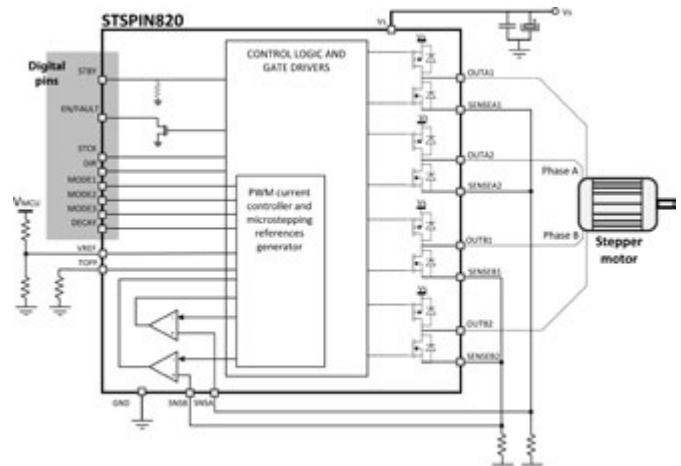 STSPIN820
Vs
Vs
Digital
pins
CONTROL LOGIC AND
GATE DRIVERS
STBY
OUTA1
EN/FAULT
SENSEA1
STCK
DIR
OUTA2
Phase A
MODE1
SENSEA2
MODE2
MODE3
DECAY
VMCU
PWM current
controller and
microstepping
references
generator
Phase B
OUTB1
Stepper
motor
VREF
TOFF
SENSEB1
OUTB2
SENSEB2
GND
SNSB
SNSA